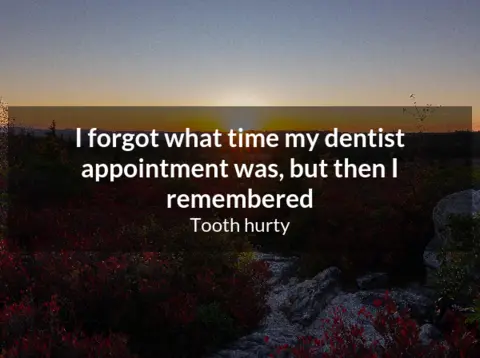 I forgot what time my dentist
appointment was, but then I
remembered
Tooth hurty